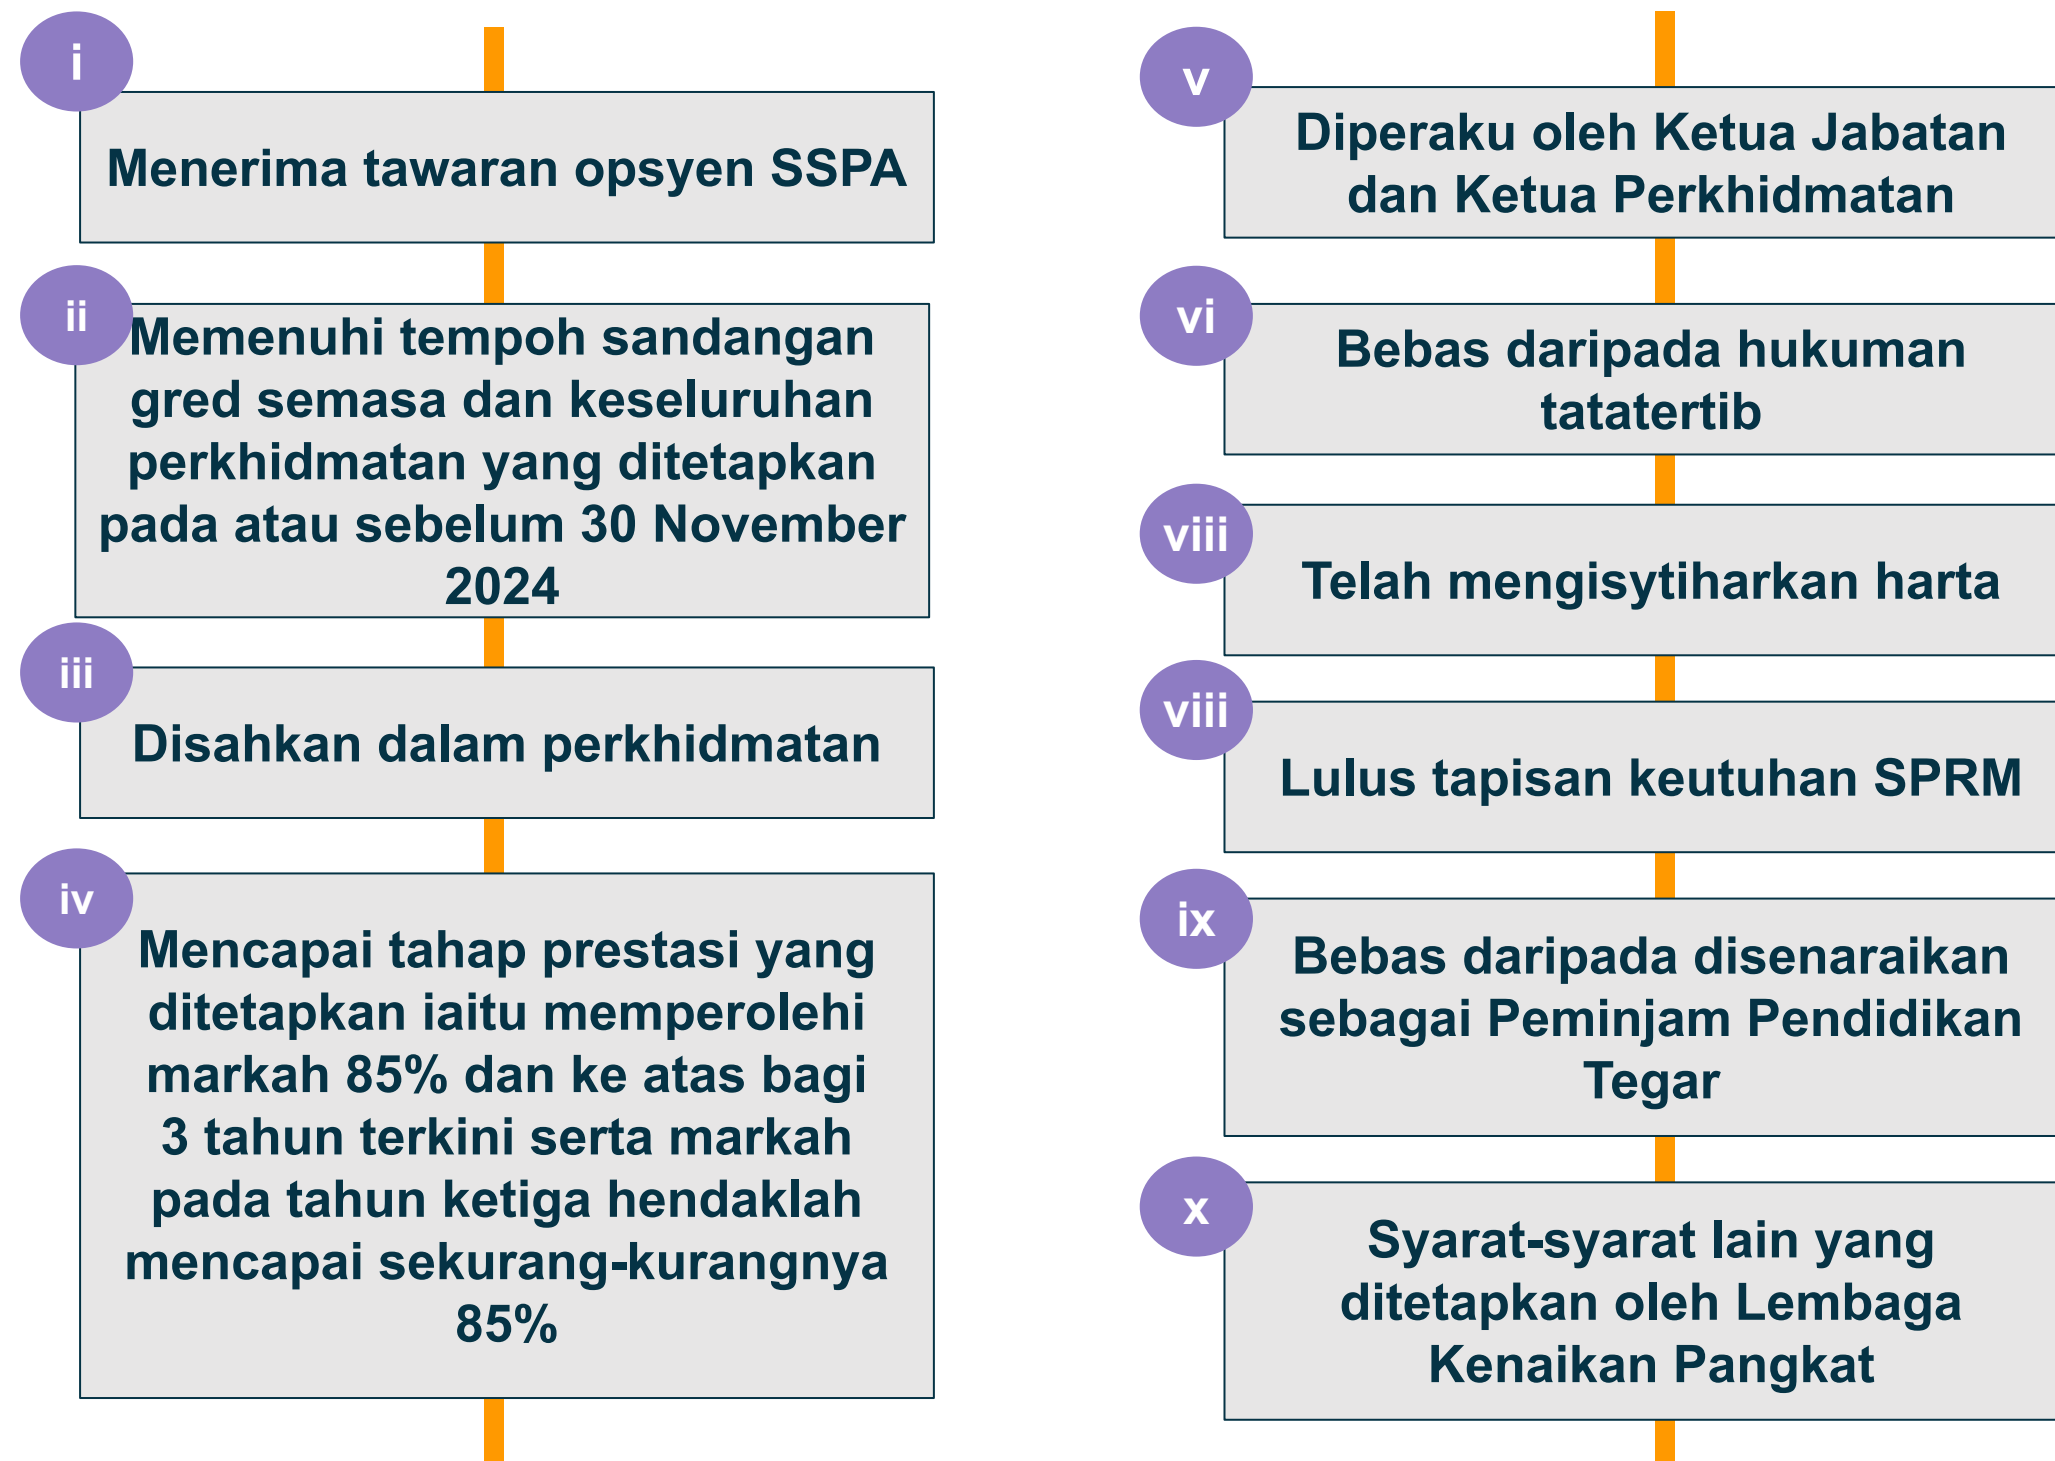 i
Menerima tawaran opsyen SSPA
ii
Memenuhi tempoh sandangan
gred semasa dan keseluruhan
perkhidmatan yang ditetapkan
pada atau sebelum 30 November
2024
iii
Disahkan dalam perkhidmatan
iv
Mencapai tahap prestasi yang
ditetapkan iaitu memperolehi
markah 85% dan ke atas bagi
3 tahun terkini serta markah
pada tahun ketiga hendaklah
mencapai sekurang-kurangnya
85%
v
Diperaku oleh Ketua Jabatan
dan Ketua Perkhidmatan
vi
Bebas daripada hukuman
tatatertib
viii
Telah mengisytiharkan harta
viii
Lulus tapisan keutuhan SPRM
ix
Bebas daripada disenaraikan
sebagai Peminjam Pendidikan
Tegar
x
Syarat-syarat lain yang
ditetapkan oleh Lembaga
Kenaikan Pangkat